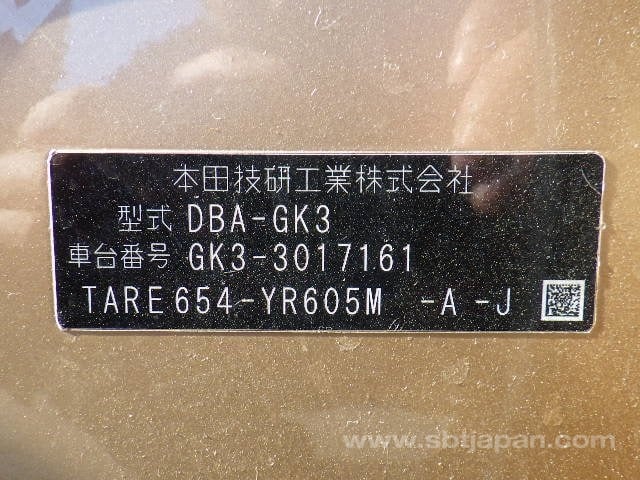 本田技研工業株式会社
型式 DBA-GK3
車台番号 GK3-3017161
TARE654-YR605M -A -J
www.sbtjapan.com